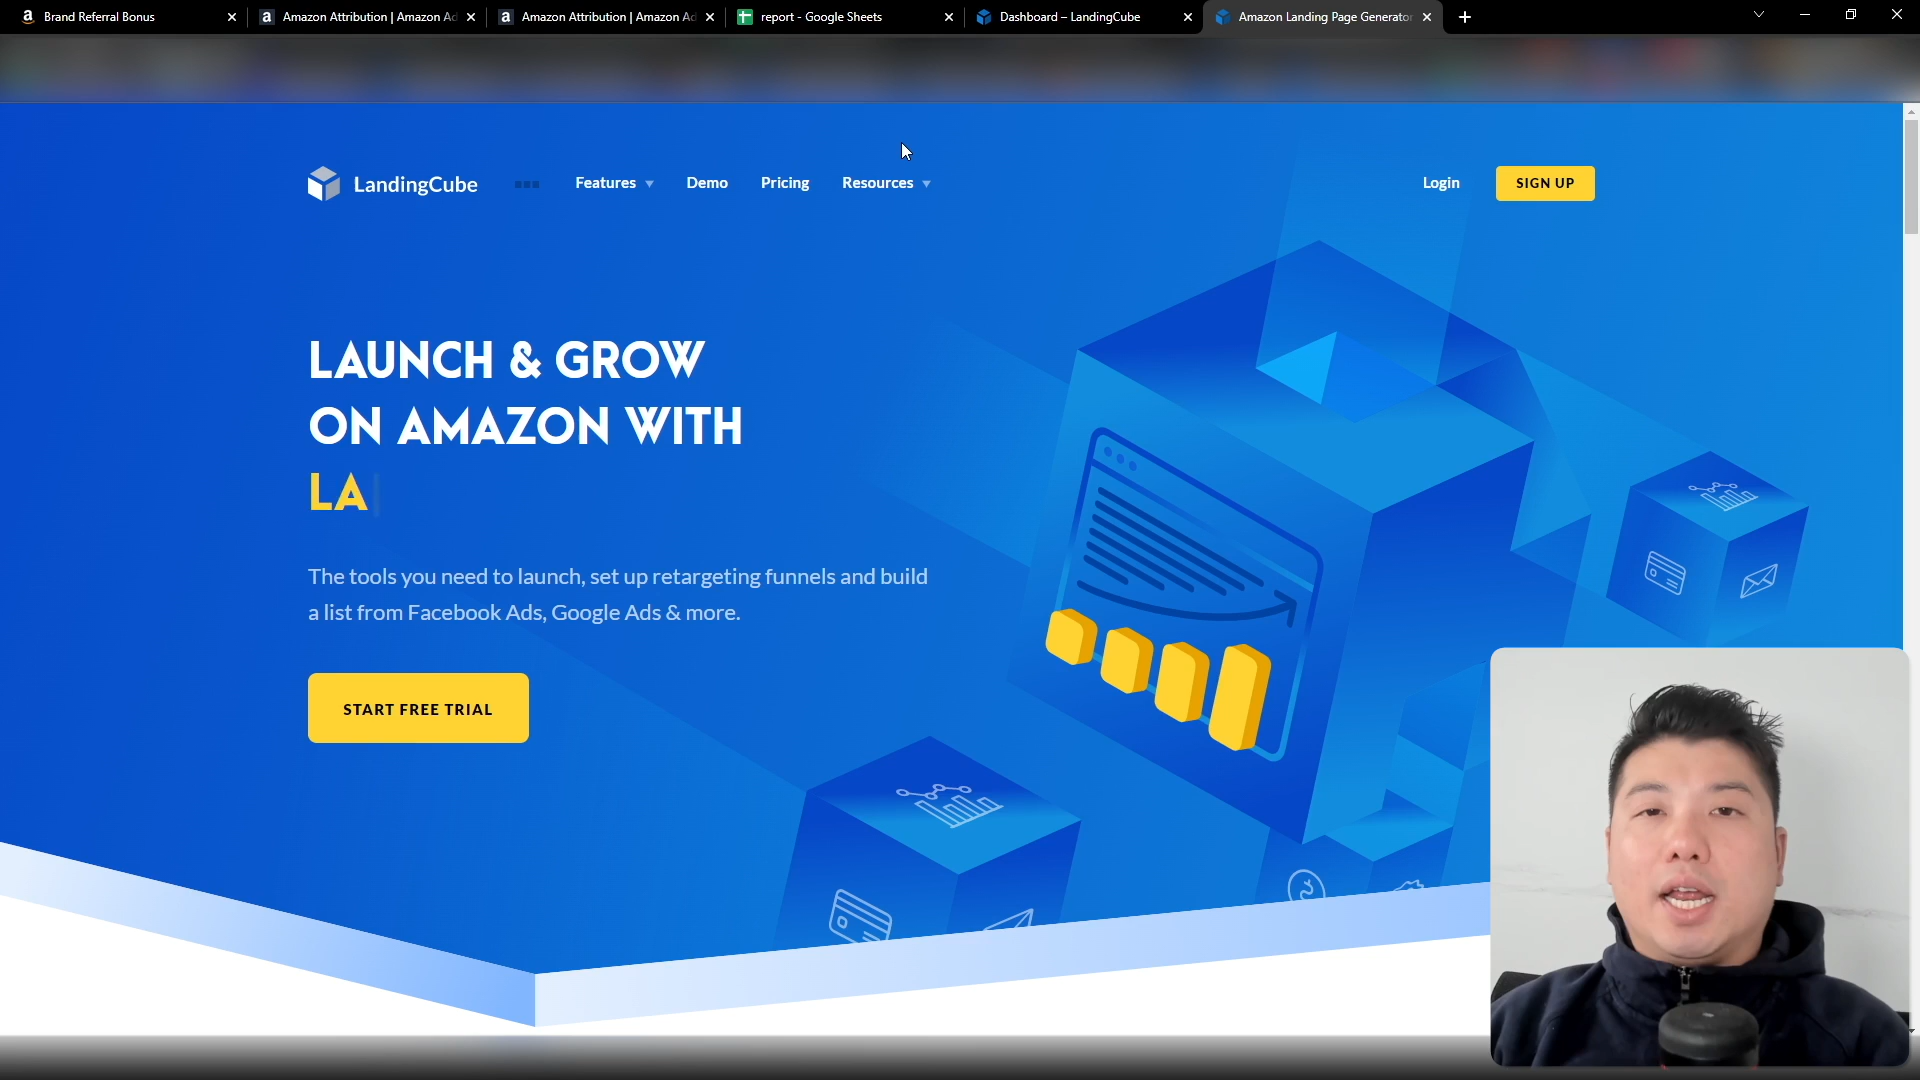 Brand Referral Bonus
Amazon Attribution | Amazon Ad
Amazon Attribution | Amazon Ad
report - Google Sheets
Dashboard – LandingCube
Amazon Landing Page Generator
LandingCube
Features
Demo
Pricing
Resources
Login
SIGN UP
LAUNCH & GROW
ON AMAZON WITH
LA
The tools you need to launch, set up retargeting funnels and build
a list from Facebook Ads, Google Ads & more.
START FREE TRIAL